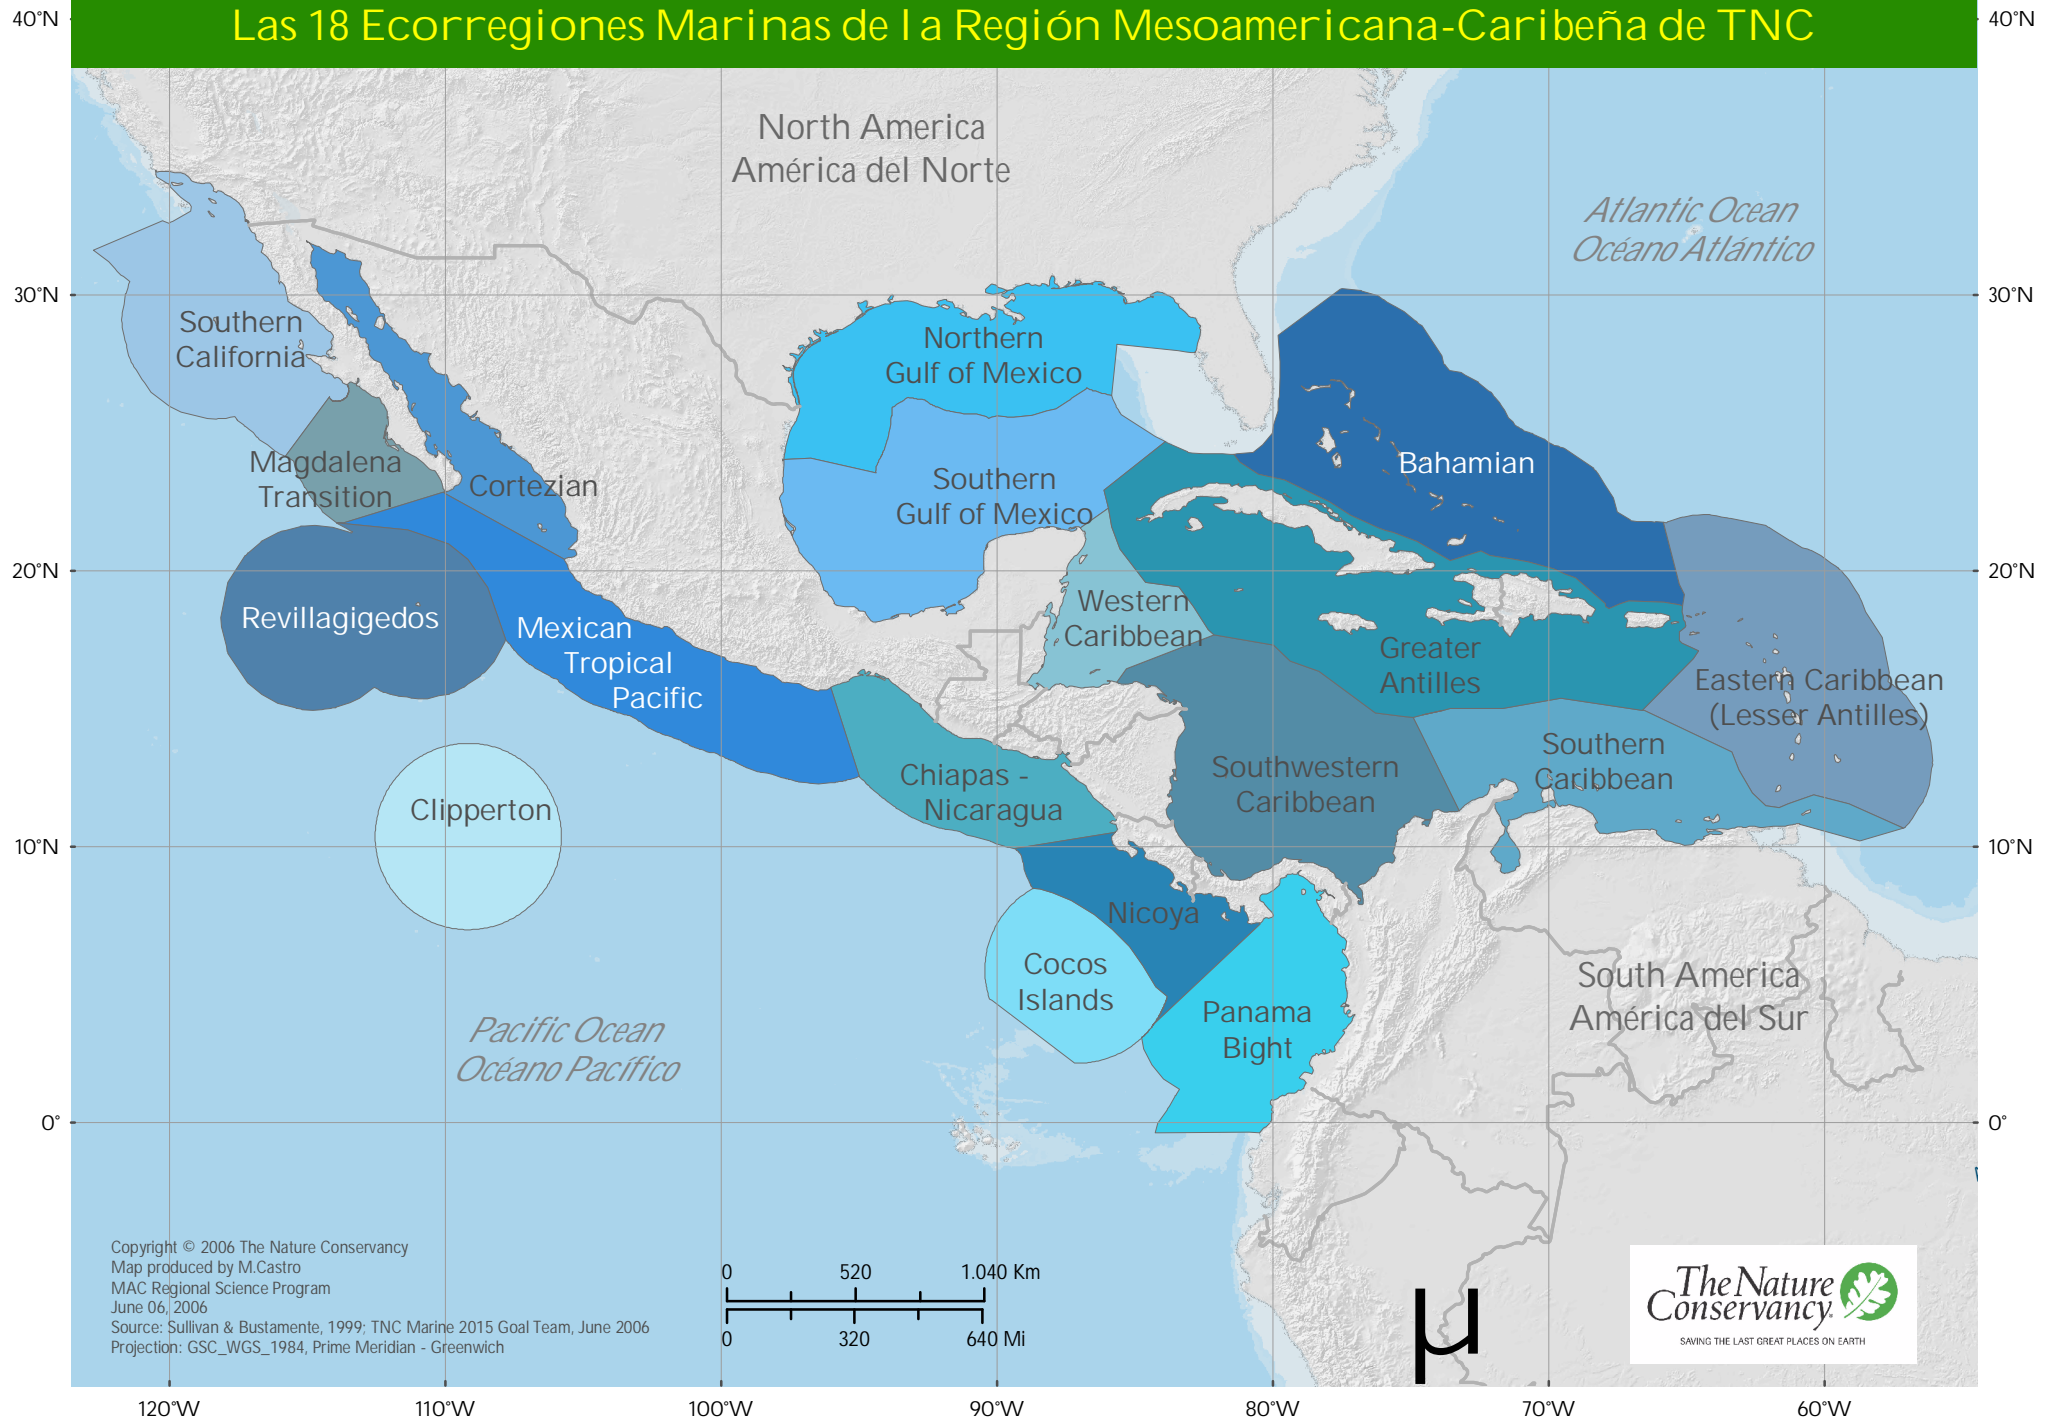 Las 18 Ecorregiones Marinas de la Región Mesoamericana-Caribeña de TNC
40°N
40°N
North America
América del Norte
Atlantic Ocean
Océano Atlántico
30°N
30°N
Southern
California
Northern
Gulf of Mexico
Magdalena
Transition
Cortezian
Southern
Gulf of Mexico
Bahamian
20°N
20°N
Revillagigedos
Mexican
Tropical
Pacific
Western
Caribbean
Greater
Antilles
Eastern Caribbean
(Lesser Antilles)
Clipperton
Chiapas -
Nicaragua
Southwestern
Caribbean
Southern
Caribbean
10°N
10°N
Nicoya
Cocos
Islands
Panama
Bight
South America
América del Sur
Pacific Ocean
Océano Pacífico
0°
0°
Copyright © 2006 The Nature Conservancy
Map produced by M.Castro
MAC Regional Science Program
June 06, 2006
Source: Sullivan & Bustamente, 1999; TNC Marine 2015 Goal Team, June 2006
Projection: GSC_WGS_1984, Prime Meridian - Greenwich
0 520 1.040 Km
0 320 640 Mi
µ
The Nature
Conservancy.
SAVING THE LAST GREAT PLACES ON EARTH
120°W 110°W 100°W 90°W 80°W 70°W 60°W